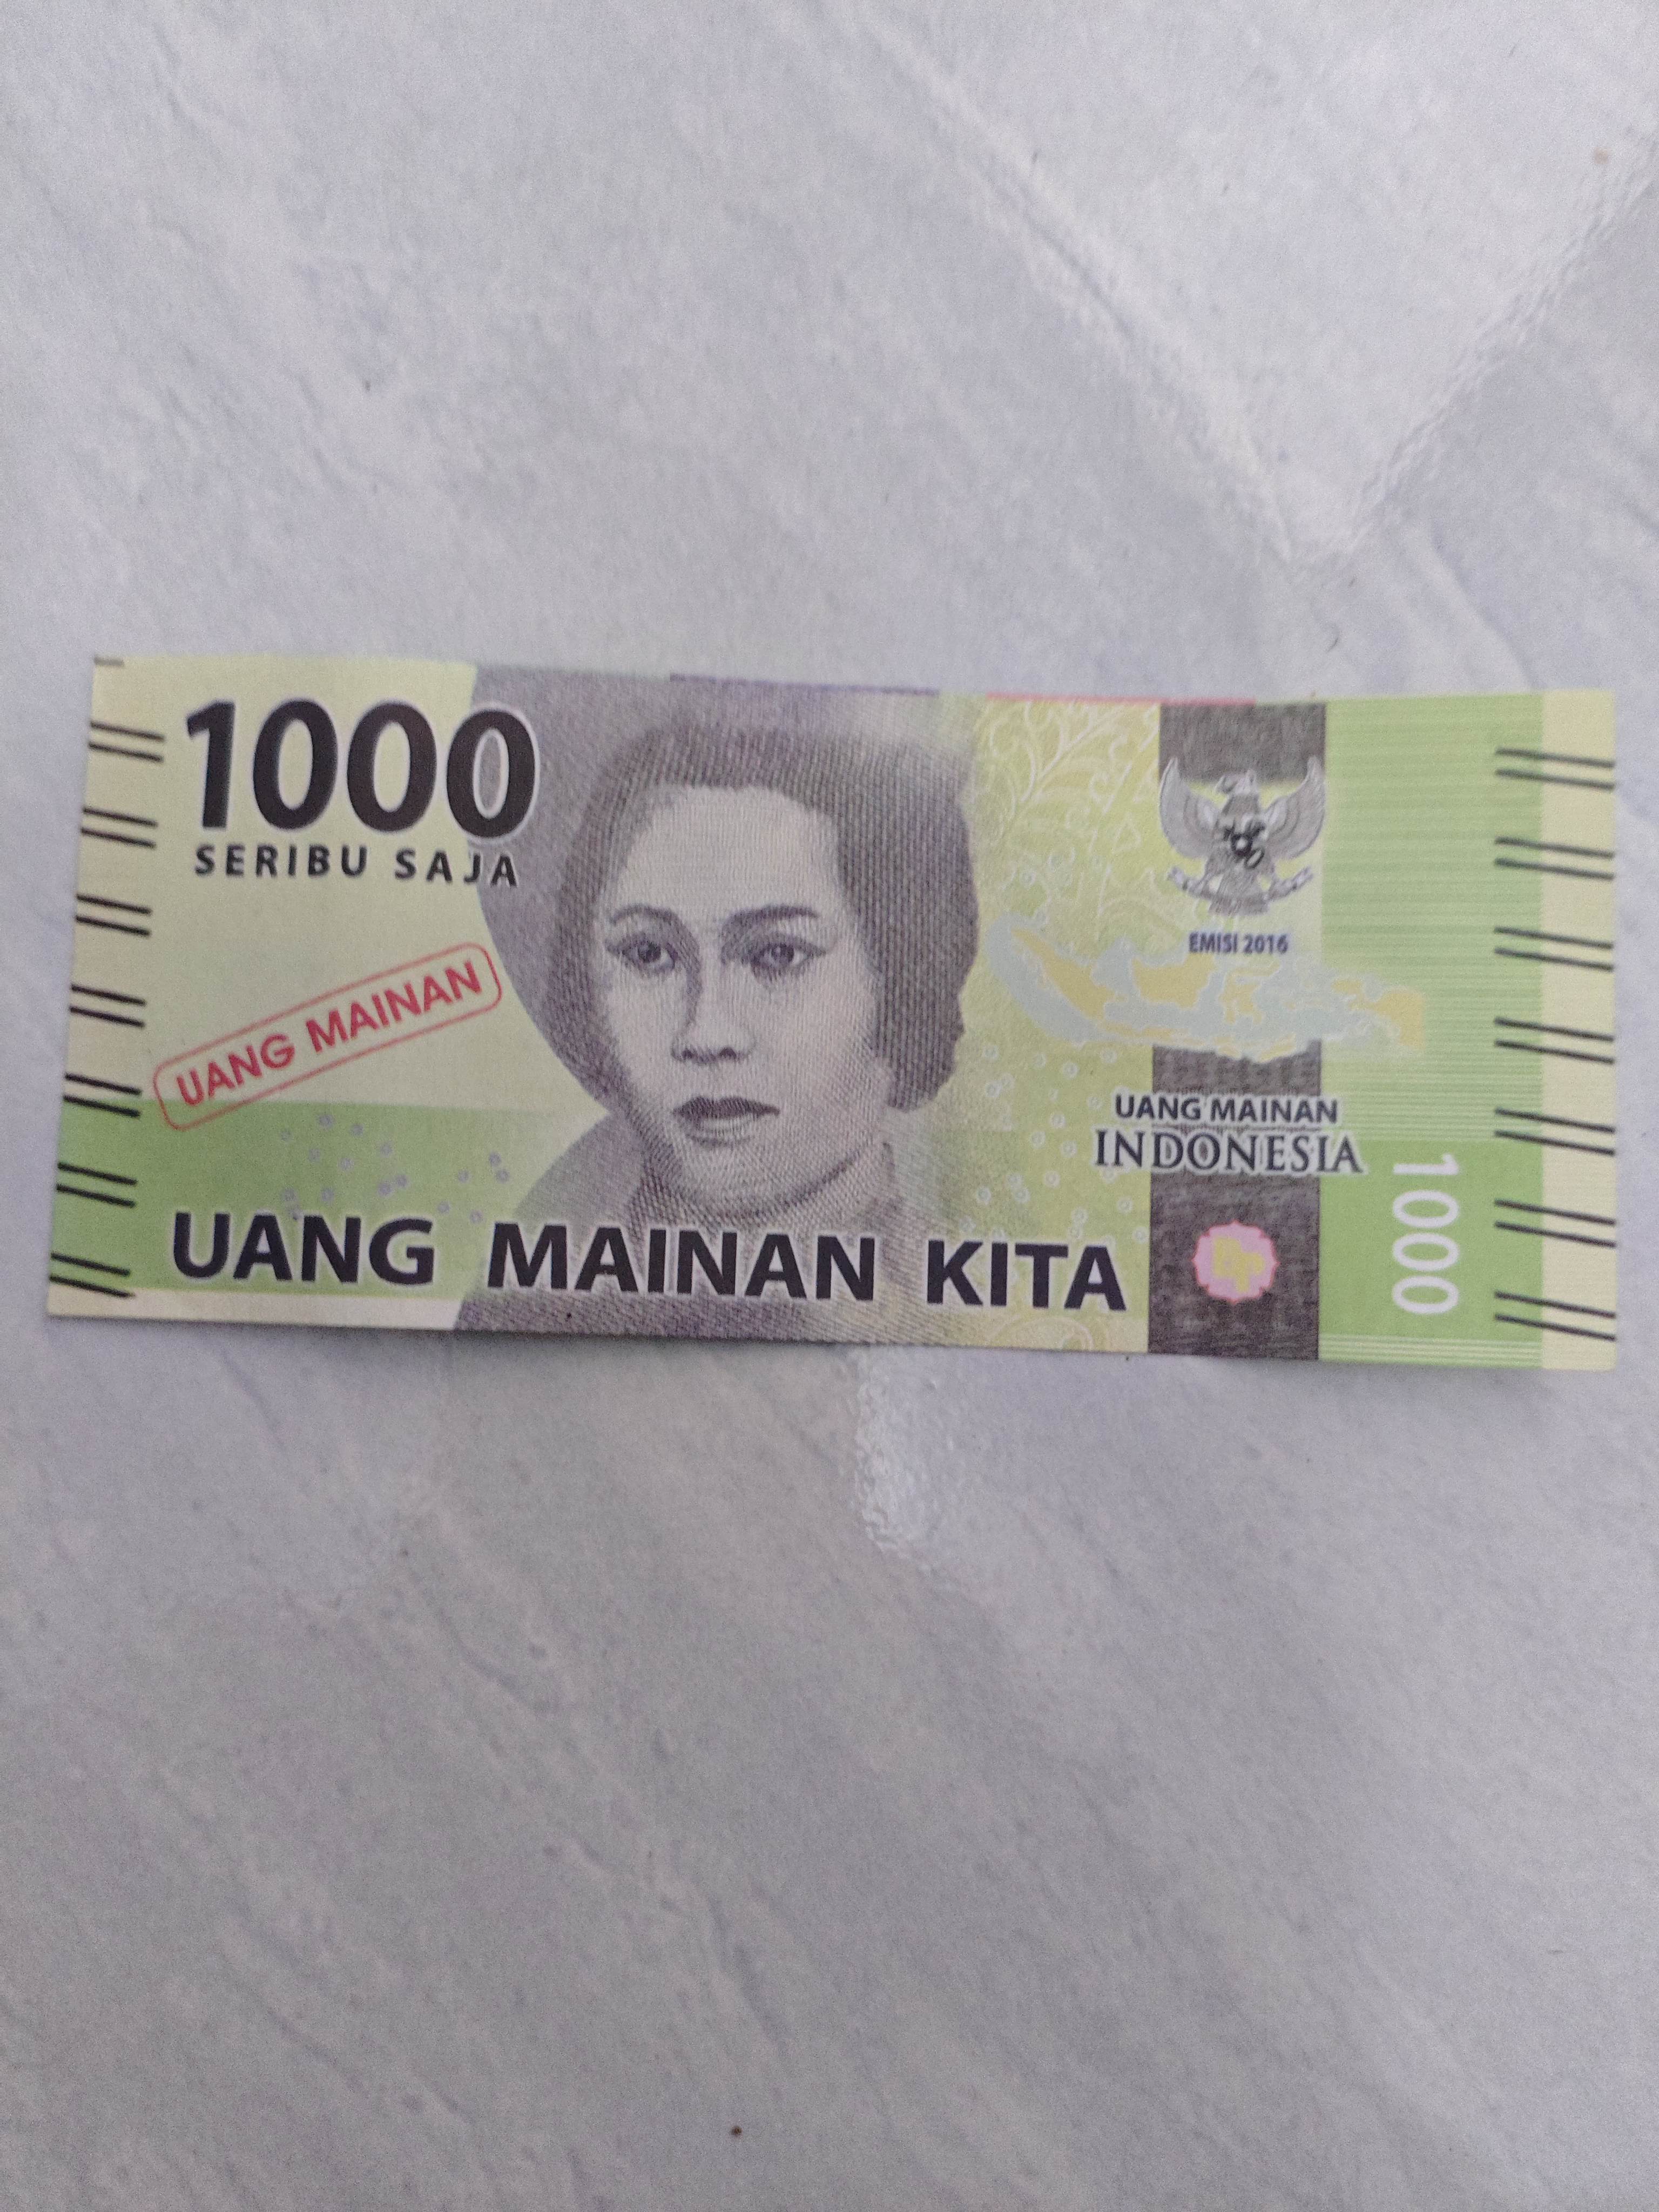 1000
SERIBU SAJA
UANG MAINAN
UANG MAINAN KITA
EMISI 2016
UANG MAINAN
INDONESIA
1000